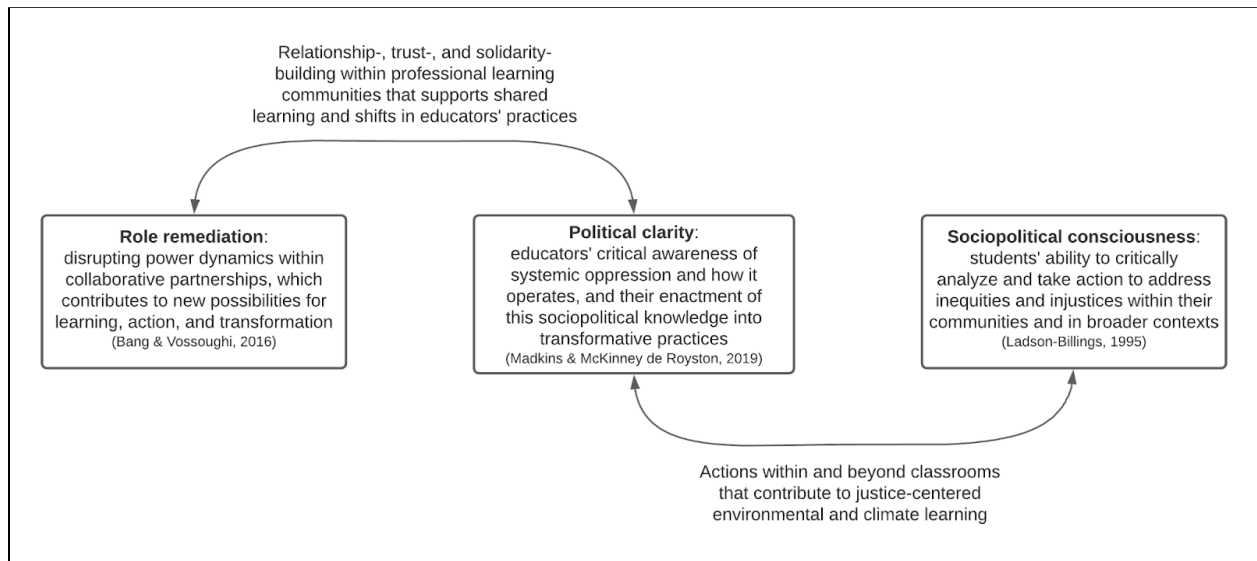 Relationship-, trust-, and solidarity-
building within professional learning
communities that supports shared
learning and shifts in educators' practices
Role remediation:
disrupting power dynamics within
collaborative partnerships, which
contributes to new possibilities for
learning, action, and transformation
(Bang & Vossoughi, 2016)
Political clarity:
educators' critical awareness of
systemic oppression and how it
operates, and their enactment of
this sociopolitical knowledge into
transformative practices
(Madkins & McKinney de Royston, 2019)
Sociopolitical consciousness:
students' ability to critically
analyze and take action to address
inequities and injustices within their
communities and in broader contexts
(Ladson-Billings, 1995)
Actions within and beyond classrooms
that contribute to justice-centered
environmental and climate learning